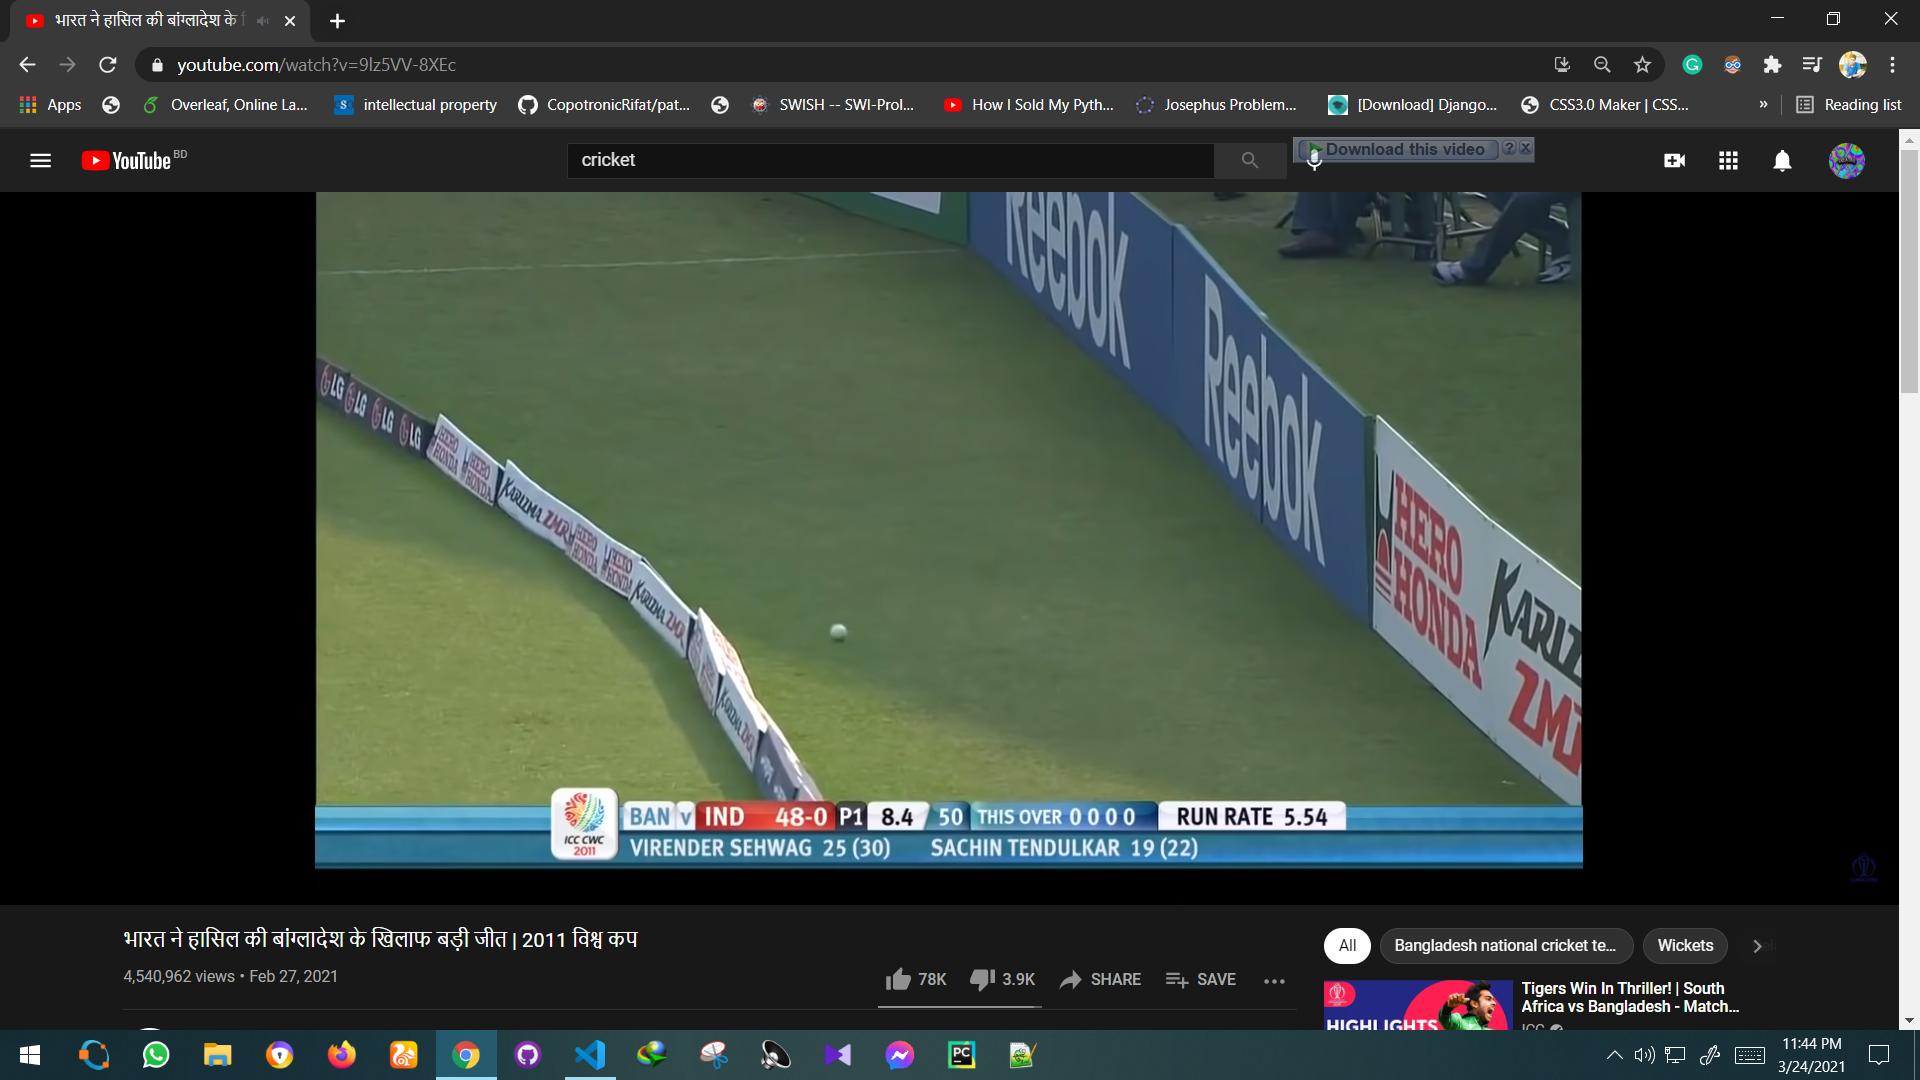 भारत ने हासिल की बांग्लादेश के
youtube.com/watch?v=9lz5VV-8XEc
Apps
Overleaf, Online La...
intellectual property
CopotronicRifat/pat...
SWISH -- SWI-Prol...
How I Sold My Pyth...
Josephus Problem...
[Download] Django...
CSS3.0 Maker | CSS...
»
Reading list
YouTube BD
cricket
Download this video
Reebok
Reebok
LG LG LG LG
HERO HONDA
HERO HONDA
KARIZMA ZMR
HERO HONDA
HERO HONDA
KARIZMA ZMR
KARIZMA ZMR
HERO HONDA
ICC CWC 2011
BAN v IND 48-0 P1 8.4 50 THIS OVER 0 0 0 0 RUN RATE 5.54
VIRENDER SEHWAG 25 (30) SACHIN TENDULKAR 19 (22)
भारत ने हासिल की बांग्लादेश के खिलाफ बड़ी जीत | 2011 विश्व कप
4,540,962 views • Feb 27, 2021
78K 3.9K SHARE SAVE
All
Bangladesh national cricket te...
Wickets
Tigers Win In Thriller! | South
Africa vs Bangladesh - Match...
ICC
HIGHLIGHTS
PC
11:44 PM
3/24/2021